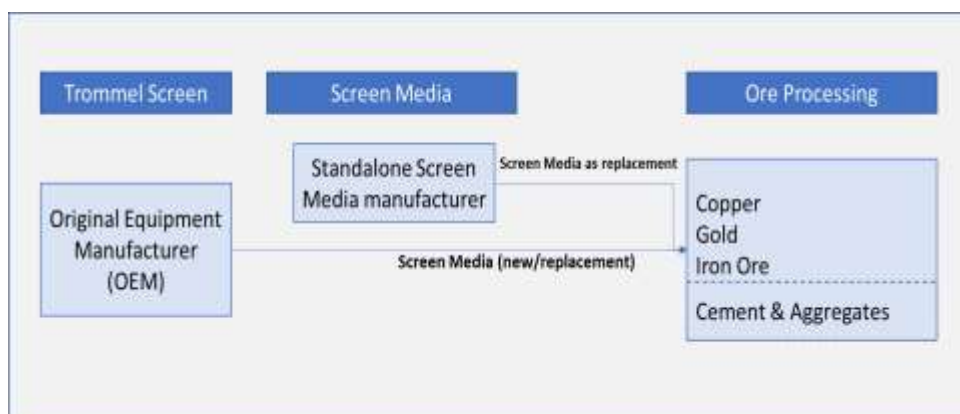 Trommel Screen
Screen Media
Ore Processing
Standalone Screen
Media manufacturer
Screen Media as replacement
Original Equipment
Manufacturer
(OEM)
Screen Media (new/replacement)
Copper
Gold
Iron Ore
Cement & Aggregates